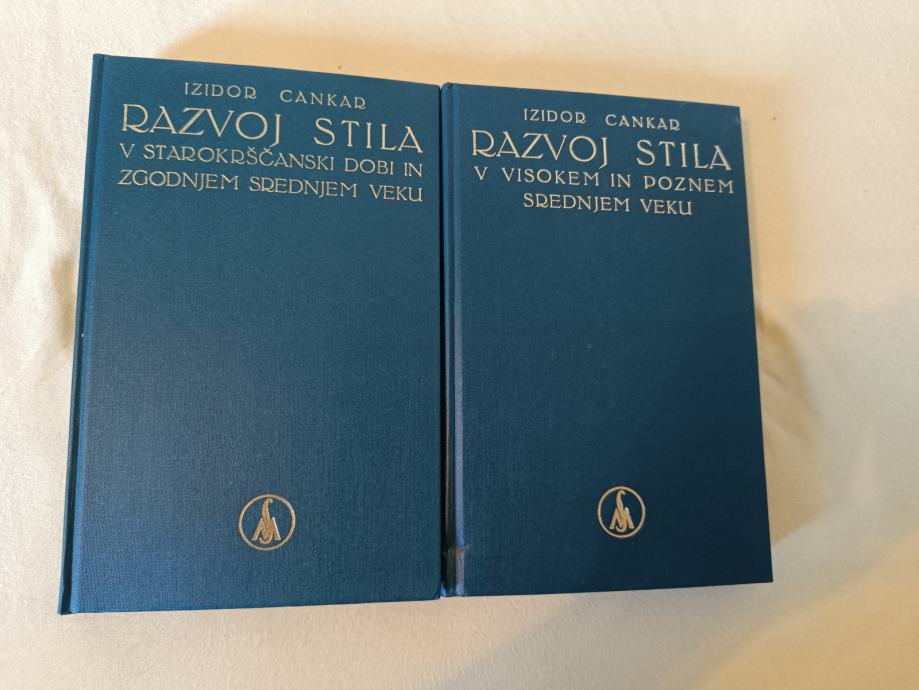 IZIDOR CANKAR
RAZVOJ STILA
V STAROKRŠČANSKI DOBI IN
ZGODNJEM SREDNJEM VEKU
IZIDOR CANKAR
RAZVOJ STILA
V VISOKEM IN POZNEM
SREDNJEM VEKU